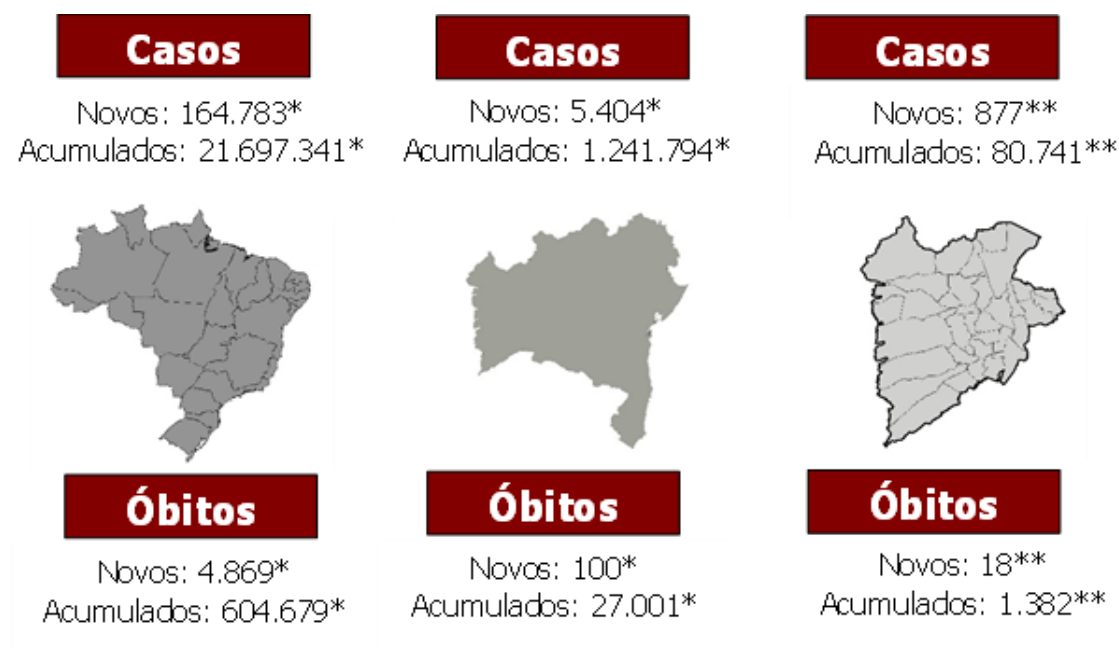 Casos
Novos: 164.783*
Acumulados: 21.697.341*
Óbitos
Novos: 4.869*
Acumulados: 604.679*
Casos
Novos: 5.404*
Acumulados: 1.241.794*
Óbitos
Novos: 100*
Acumulados: 27.001*
Casos
Novos: 877**
Acumulados: 80.741**
Óbitos
Novos: 18**
Acumulados: 1.382**